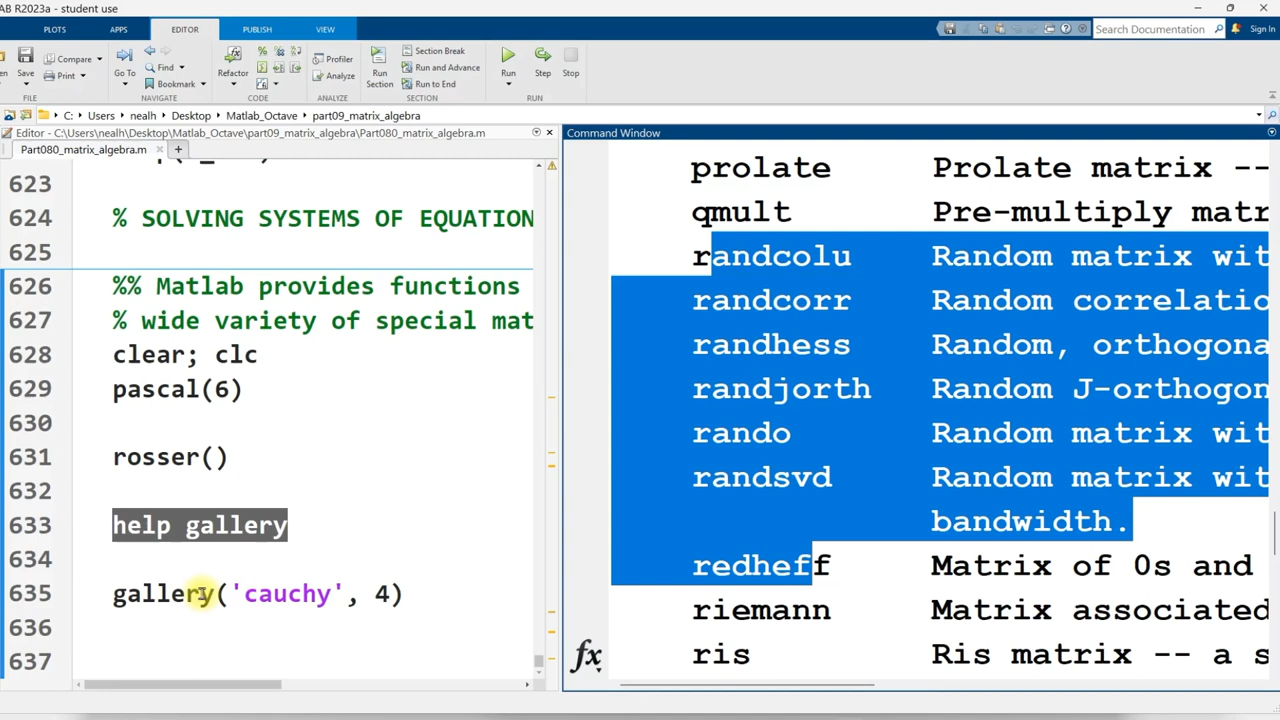 AB R2023a - student use
PLOTS APPS EDITOR PUBLISH VIEW Search Documentation Sign In
Save Compare Print Go To Find Bookmark Refactor Profiler Analyze Run Section Section Break Run and Advance Run to End Run Step Stop
FILE NAVIGATE CODE ANALYZE SECTION RUN
C: Users nealh Desktop Matlab_Octave part09_matrix_algebra
Editor - C:\Users\nealh\Desktop\Matlab_Octave\part09_matrix_algebra\Part080_matrix_algebra.m
Part080_matrix_algebra.m × +
623
624 % SOLVING SYSTEMS OF EQUATION
625
626 %% Matlab provides functions
627 % wide variety of special mat
628 clear; clc
629 pascal(6)
630
631 rosser()
632
633 help gallery
634
635 gallery('cauchy', 4)
636
637
Command Window
prolate Prolate matrix --
qmult Pre-multiply matr
randcolu Random matrix wit
randcorr Random correlatio
randhess Random, orthogona
randjorth Random J-orthogon
rando Random matrix wit
randsvd Random matrix wit
bandwidth.
redheff Matrix of 0s and
riemann Matrix associated
ris Ris matrix -- a s
fx